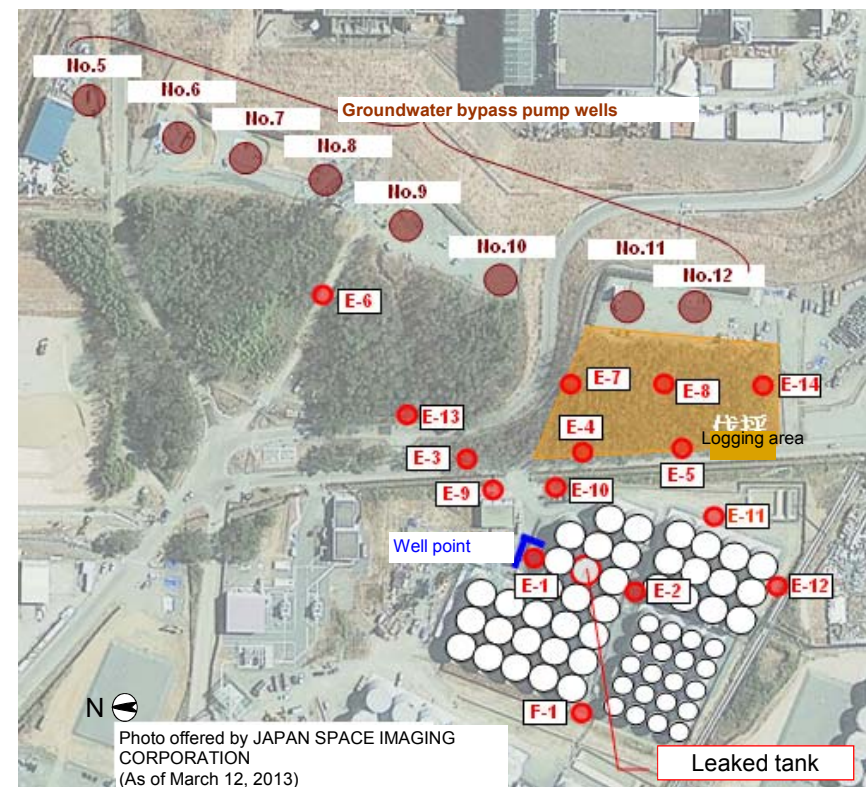 No.5
No.6
No.7
No.8
No.9
No.10
No.11
No.12
Groundwater bypass pump wells
E-6
E-7
E-8
E-14
E-13
E-4
伐採
Logging area
E-3
E-5
E-9
E-10
E-11
Well point
E-1
E-2
E-12
F-1
N
Photo offered by JAPAN SPACE IMAGING
CORPORATION
(As of March 12, 2013)
Leaked tank